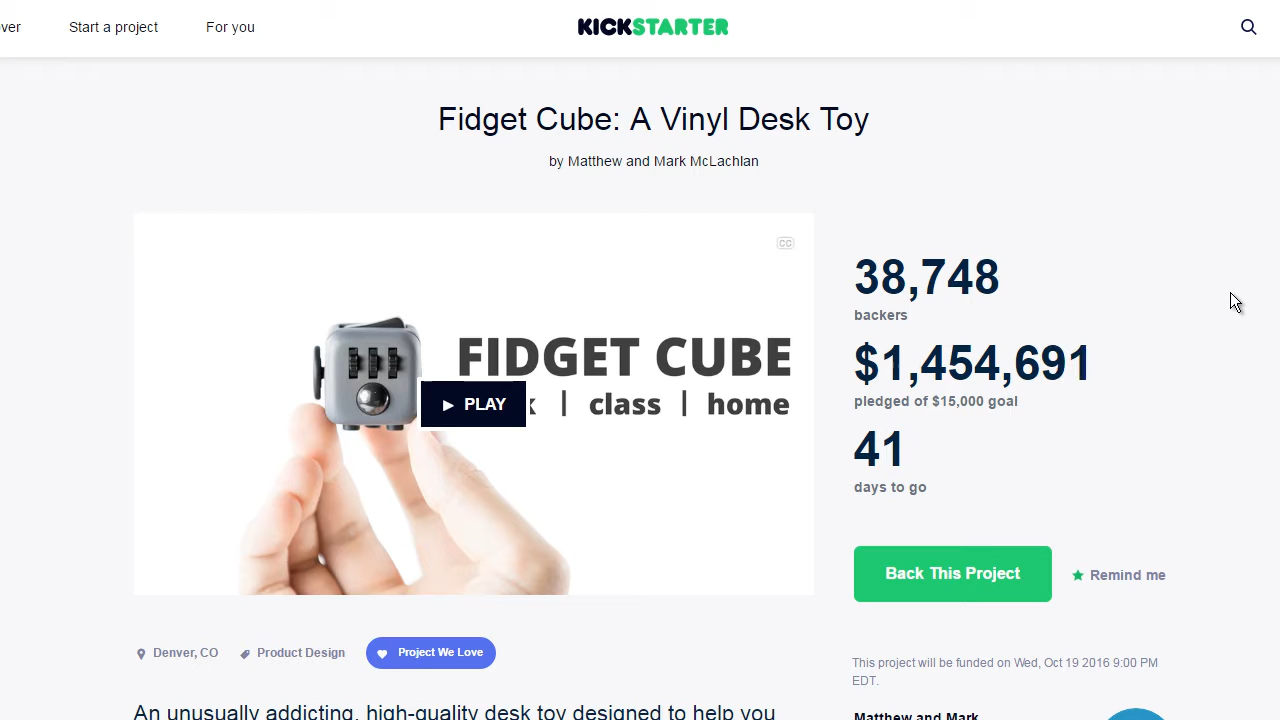 ver Start a project For you KICKSTARTER
Fidget Cube: A Vinyl Desk Toy
by Matthew and Mark McLachlan
CC
FIDGET CUBE
k | class | home
▶ PLAY
38,748
backers
$1,454,691
pledged of $15,000 goal
41
days to go
Back This Project Remind me
Denver, CO Product Design Project We Love
This project will be funded on Wed, Oct 19 2016 9:00 PM
EDT.
An unusually addicting, high-quality desk toy designed to help you
Matthew and Mark